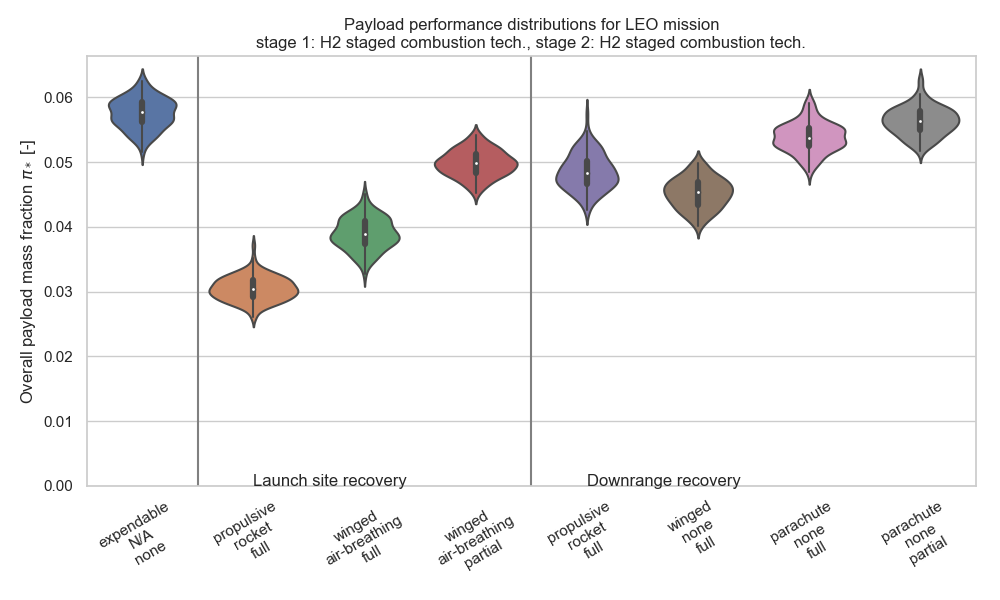 Payload performance distributions for LEO mission
stage 1: H2 staged combustion tech., stage 2: H2 staged combustion tech.
Overall payload mass fraction π* [-]
0.06
0.05
0.04
0.03
0.02
0.01
0.00
Launch site recovery
Downrange recovery
expendable
N/A
none
propulsive
rocket
full
winged
air-breathing
full
winged
air-breathing
partial
propulsive
rocket
full
winged
none
full
parachute
none
full
parachute
none
partial